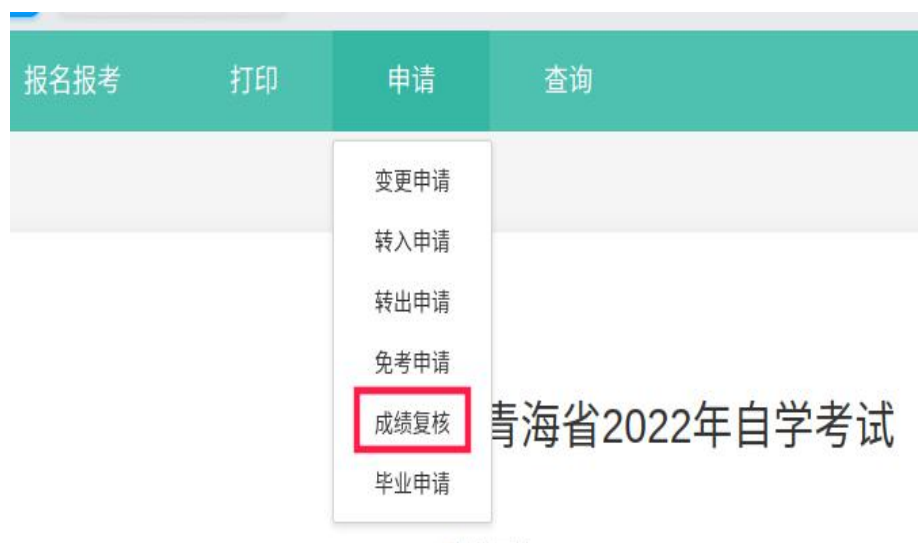 报名报考 打印 申请 查询
变更申请
转入申请
转出申请
免考申请
成绩复核
青海省2022年自学考试
毕业申请